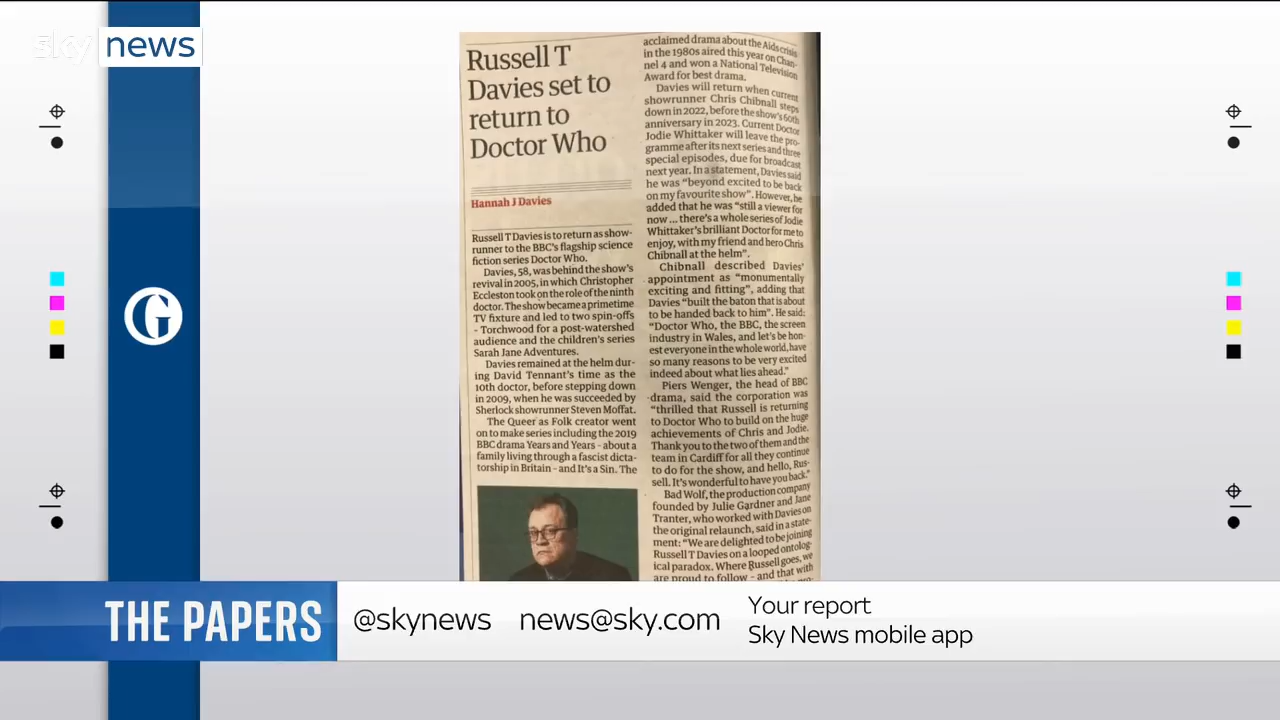 sky news
Russell T
Davies set to
return to
Doctor Who
Hannah J Davies
Russell T Davies is to return as show-
runner to the BBC's flagship science
fiction series Doctor Who.
Davies, 58, was behind the show's
revival in 2005, in which Christopher
Eccleston took on the role of the ninth
doctor. The show became a primetime
TV fixture and led to two spin-offs
- Torchwood for a post-watershed
audience and the children's series
Sarah Jane Adventures.
Davies remained at the helm dur-
ing David Tennant's time as the
10th doctor, before stepping down
in 2009, when he was succeeded by
Sherlock showrunner Steven Moffat.
The Queer as Folk creator went
on to make series including the 2019
BBC drama Years and Years - about a
family living through a fascist dicta-
torship in Britain - and It's a Sin. The
acclaimed drama about the Aids crisis
in the 1980s aired this year on Chan-
nel 4 and won a National Television
Award for best drama.
Davies will return when current
showrunner Chris Chibnall steps
down in 2022, before the show's 60th
anniversary in 2023. Current Doctor
Jodie Whittaker will leave the pro-
gramme after its next series and three
special episodes, due for broadcast
next year. In a statement, Davies said
he was "beyond excited to be back
on my favourite show". However, he
added that he was "still a viewer for
now ... there's a whole series of Jodie
Whittaker's brilliant Doctor for me to
enjoy, with my friend and hero Chris
Chibnall at the helm".
Chibnall described Davies'
appointment as "monumentally
exciting and fitting", adding that
Davies "built the baton that is about
to be handed back to him". He said:
"Doctor Who, the BBC, the screen
industry in Wales, and let's be hon-
est everyone in the whole world, have
so many reasons to be very excited
indeed about what lies ahead."
Piers Wenger, the head of BBC
drama, said the corporation was
"thrilled that Russell is returning
to Doctor Who to build on the huge
achievements of Chris and Jodie.
Thank you to the two of them and the
team in Cardiff for all they continue
to do for the show, and hello, Rus-
sell. It's wonderful to have you back."
Bad Wolf, the production company
founded by Julie Gardner and Jane
Tranter, who worked with Davies on
the original relaunch, said in a state-
ment: "We are delighted to be joining
Russell T Davies on a looped ontolog-
ical paradox. Where Russell goes, we
are proud to follow - and that with
G
THE PAPERS
@skynews
news@sky.com
Your report
Sky News mobile app